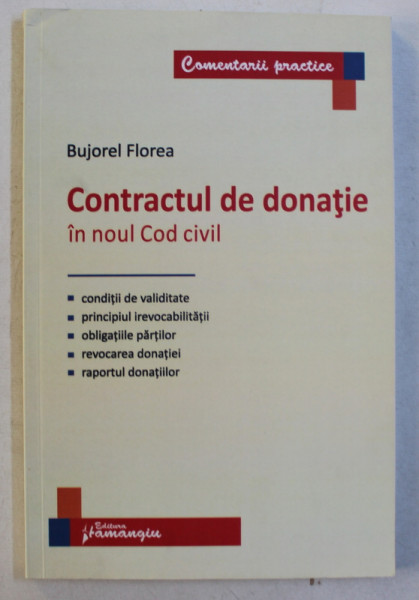 Comentarii practice
Bujorel Florea
Contractul de donaţie
în noul Cod civil
condiţii de validitate
principiul irevocabilităţii
obligaţiile părţilor
revocarea donaţiei
raportul donaţiilor
Editura
Hamangiu